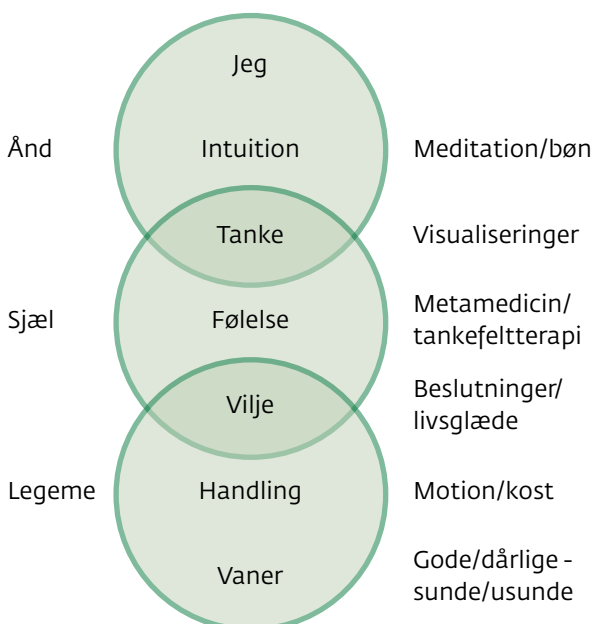 Jeg
Ånd
Intuition
Meditation/bøn
Tanke
Visualiseringer
Sjæl
Følelse
Metamedicin/
tankefeltterapi
Vilje
Beslutninger/
livsglæde
Legeme
Handling
Motion/kost
Vaner
Gode/dårlige -
sunde/usunde